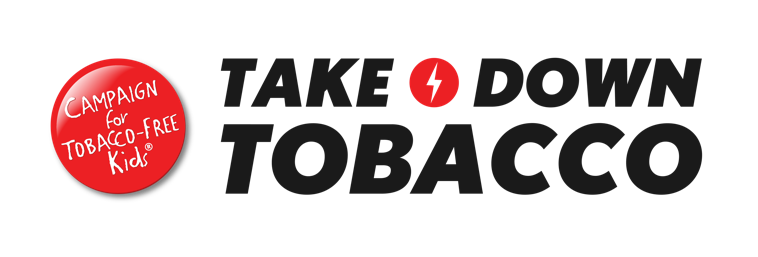 CAMPAIGN
for
TOBACCO-FREE
Kids®
TAKE DOWN
TOBACCO